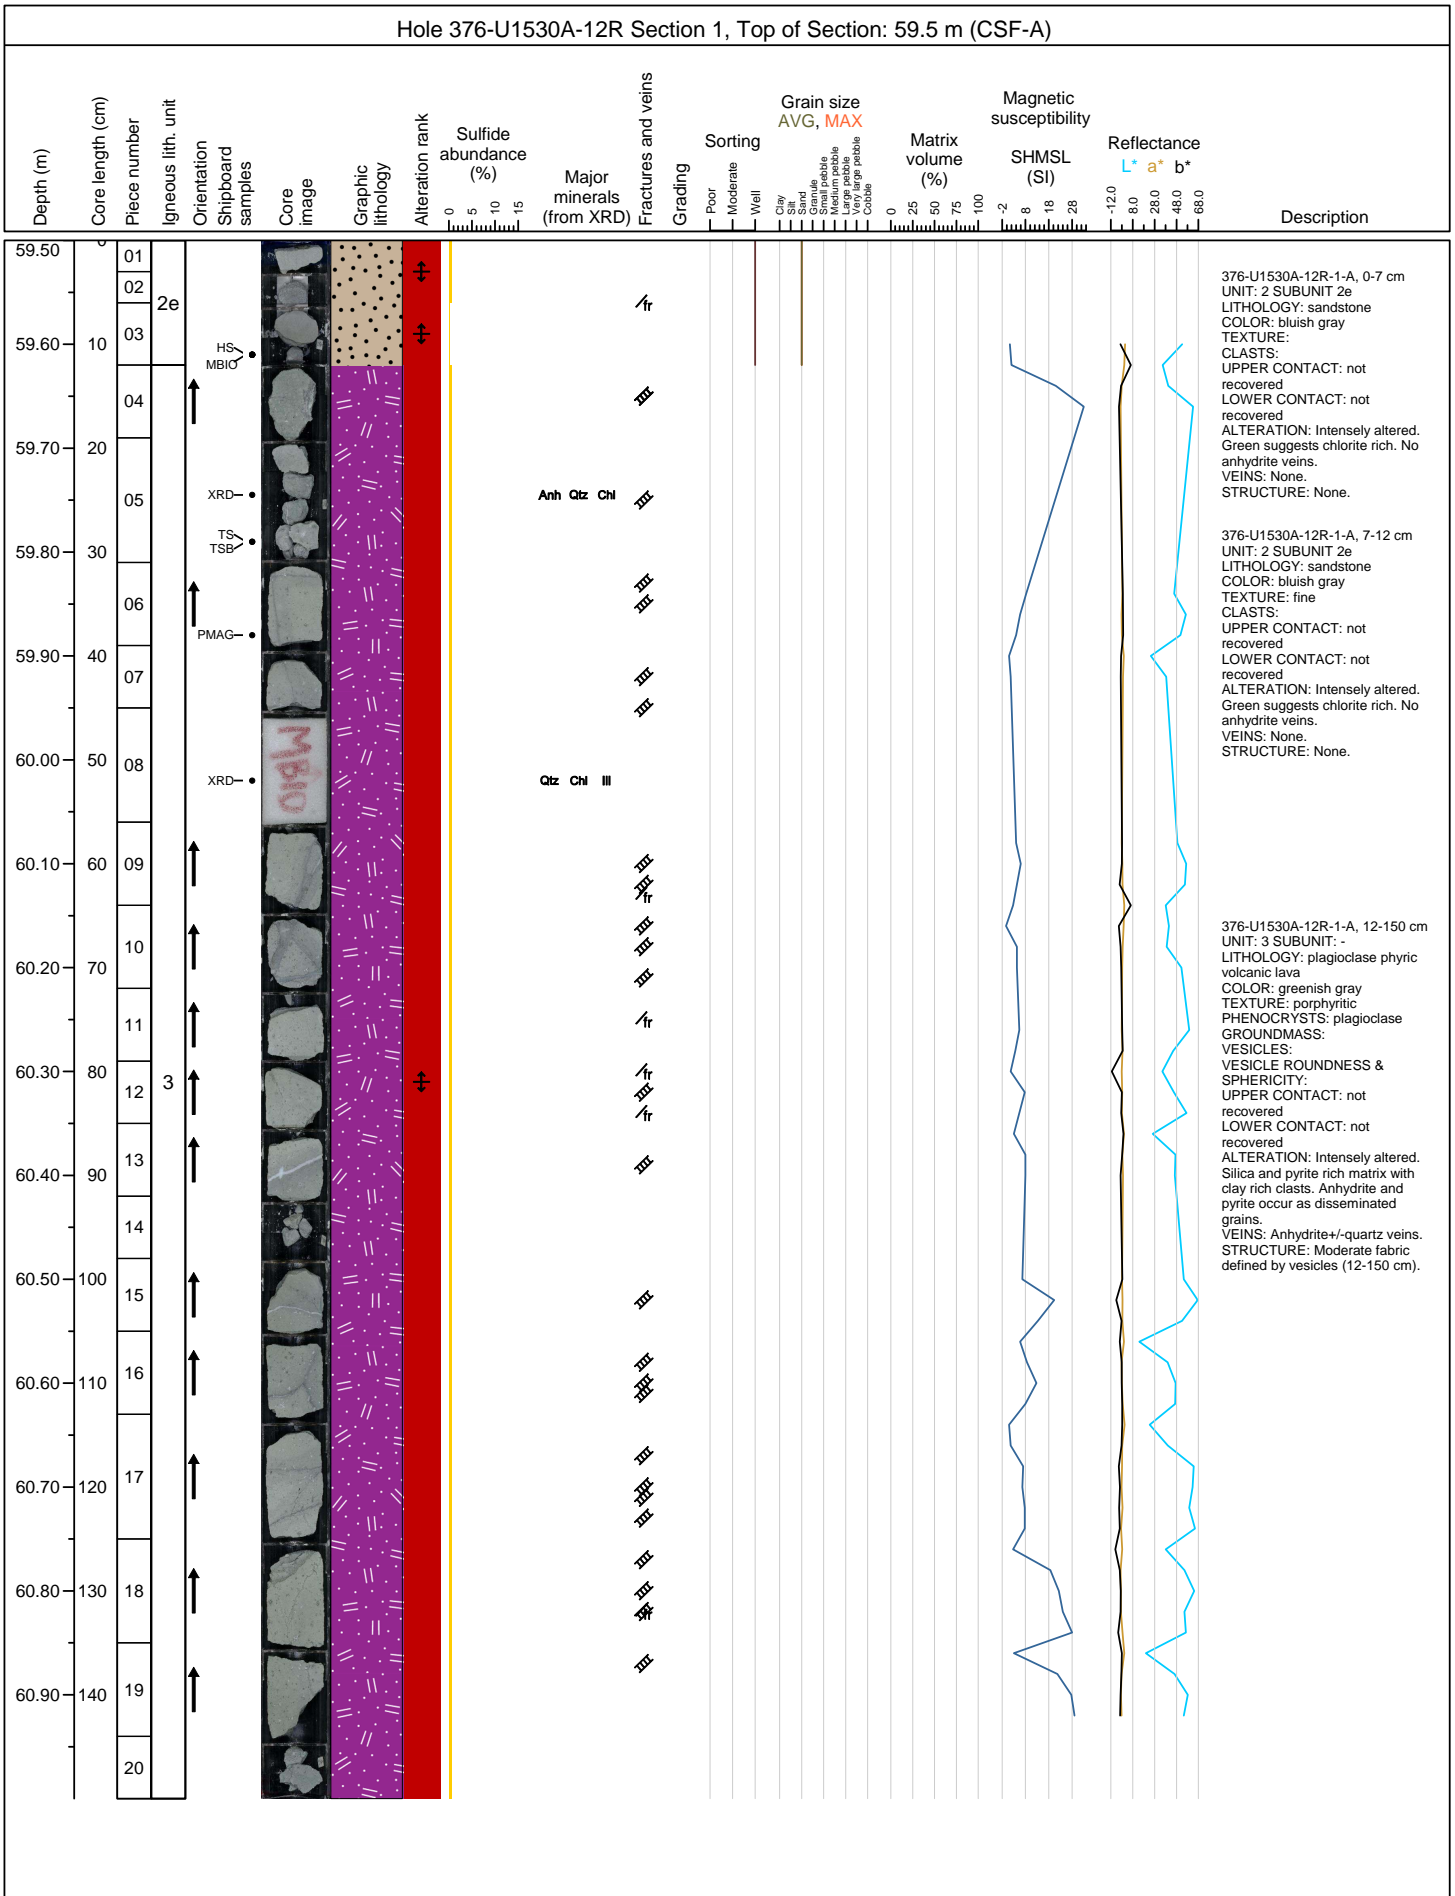 Hole 376-U1530A-12R Section 1, Top of Section: 59.5 m (CSF-A)
Depth (m)
Core length (cm)
Piece number
Igneous lith. unit
Orientation
Shipboard
samples
Core
image
Graphic
lithology
Alteration rank
Sulfide
abundance
(%)
0 5 10 15
Major
minerals
(from XRD)
Fractures and veins
Grading
Sorting
Poor
Moderate
Well
Grain size
AVG, MAX
Clay
Silt
Sand
Granule
Small pebble
Medium pebble
Large pebble
Very large pebble
Cobble
Matrix
volume
(%)
0 25 50 75 100
Magnetic
susceptibility
SHMSL
(SI)
-2 8 18 28
Reflectance
L* a* b*
-12.0 8.0 28.0 48.0 68.0
Description
59.50
59.60
59.70
59.80
59.90
60.00
60.10
60.20
60.30
60.40
60.50
60.60
60.70
60.80
60.90
0
10
20
30
40
50
60
70
80
90
100
110
120
130
140
01
02
03
04
05
06
07
08
09
10
11
12
13
14
15
16
17
18
19
20
2e
3
HS
MBIO
XRD
TS
TSB
PMAG
XRD
MBIO
Anh Qtz Chl
Qtz Chl Ill
fr
fr
fr
fr
fr
fr
376-U1530A-12R-1-A, 0-7 cm
UNIT: 2 SUBUNIT 2e
LITHOLOGY: sandstone
COLOR: bluish gray
TEXTURE:
CLASTS:
UPPER CONTACT: not
recovered
LOWER CONTACT: not
recovered
ALTERATION: Intensely altered.
Green suggests chlorite rich. No
anhydrite veins.
VEINS: None.
STRUCTURE: None.
376-U1530A-12R-1-A, 7-12 cm
UNIT: 2 SUBUNIT 2e
LITHOLOGY: sandstone
COLOR: bluish gray
TEXTURE: fine
CLASTS:
UPPER CONTACT: not
recovered
LOWER CONTACT: not
recovered
ALTERATION: Intensely altered.
Green suggests chlorite rich. No
anhydrite veins.
VEINS: None.
STRUCTURE: None.
376-U1530A-12R-1-A, 12-150 cm
UNIT: 3 SUBUNIT: -
LITHOLOGY: plagioclase phyric
volcanic lava
COLOR: greenish gray
TEXTURE: porphyritic
PHENOCRYSTS: plagioclase
GROUNDMASS:
VESICLES:
VESICLE ROUNDNESS &
SPHERICITY:
UPPER CONTACT: not
recovered
LOWER CONTACT: not
recovered
ALTERATION: Intensely altered.
Silica and pyrite rich matrix with
clay rich clasts. Anhydrite and
pyrite occur as disseminated
grains.
VEINS: Anhydrite+/-quartz veins.
STRUCTURE: Moderate fabric
defined by vesicles (12-150 cm).